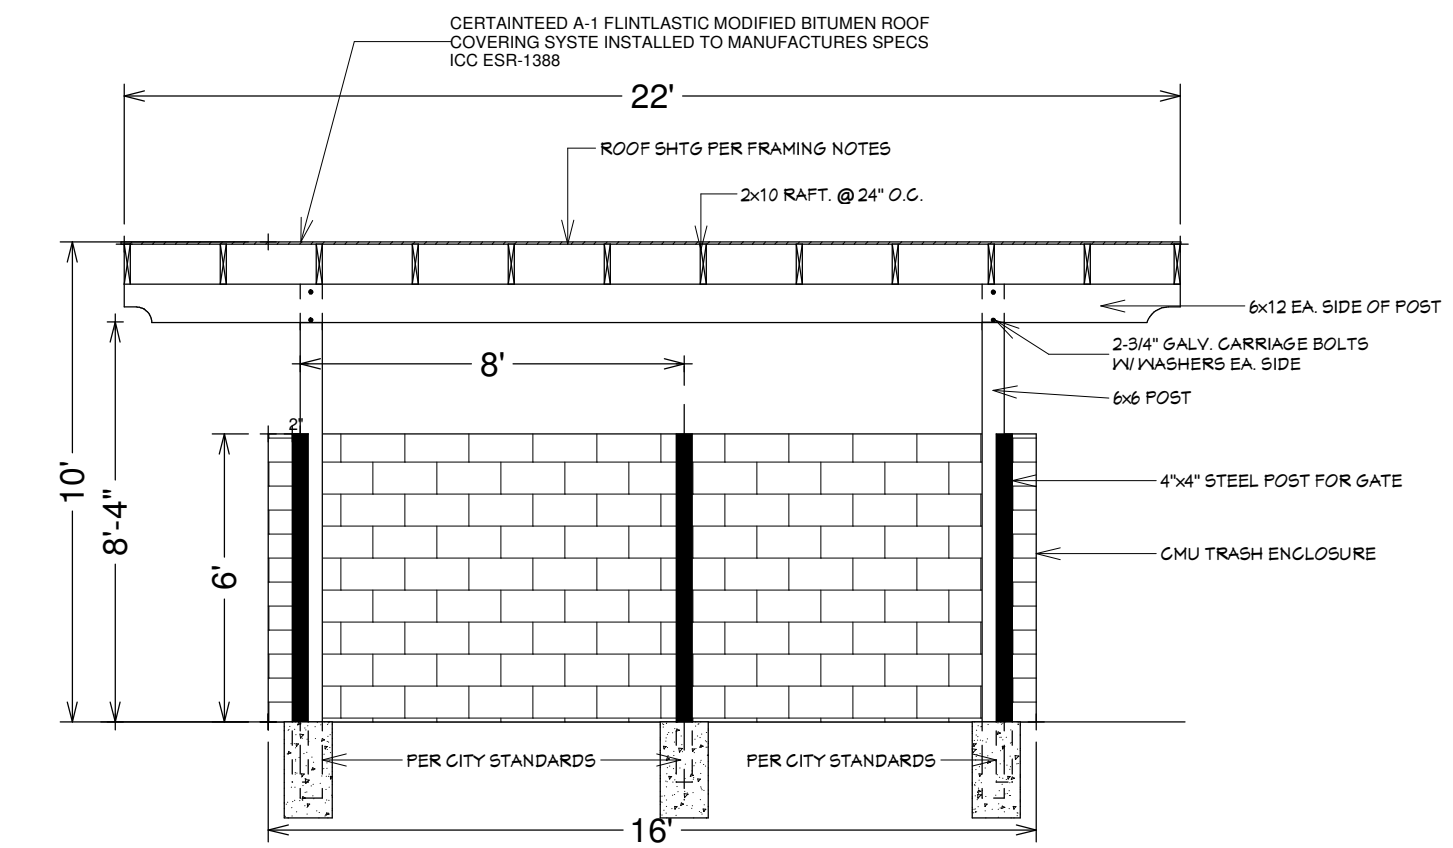 CERTAINTEED A-1 FLINTLASTIC MODIFIED BITUMEN ROOF
COVERING SYSTE INSTALLED TO MANUFACTURES SPECS
ICC ESR-1388
22'
ROOF SHTG PER FRAMING NOTES
2x10 RAFT. @ 24" O.C.
6x12 EA. SIDE OF POST
2-3/4" GALV. CARRIAGE BOLTS
W/ WASHERS EA. SIDE
8'
6x6 POST
2"
10'
8'-4"
6'
4"x4" STEEL POST FOR GATE
CMU TRASH ENCLOSURE
PER CITY STANDARDS
PER CITY STANDARDS
16'